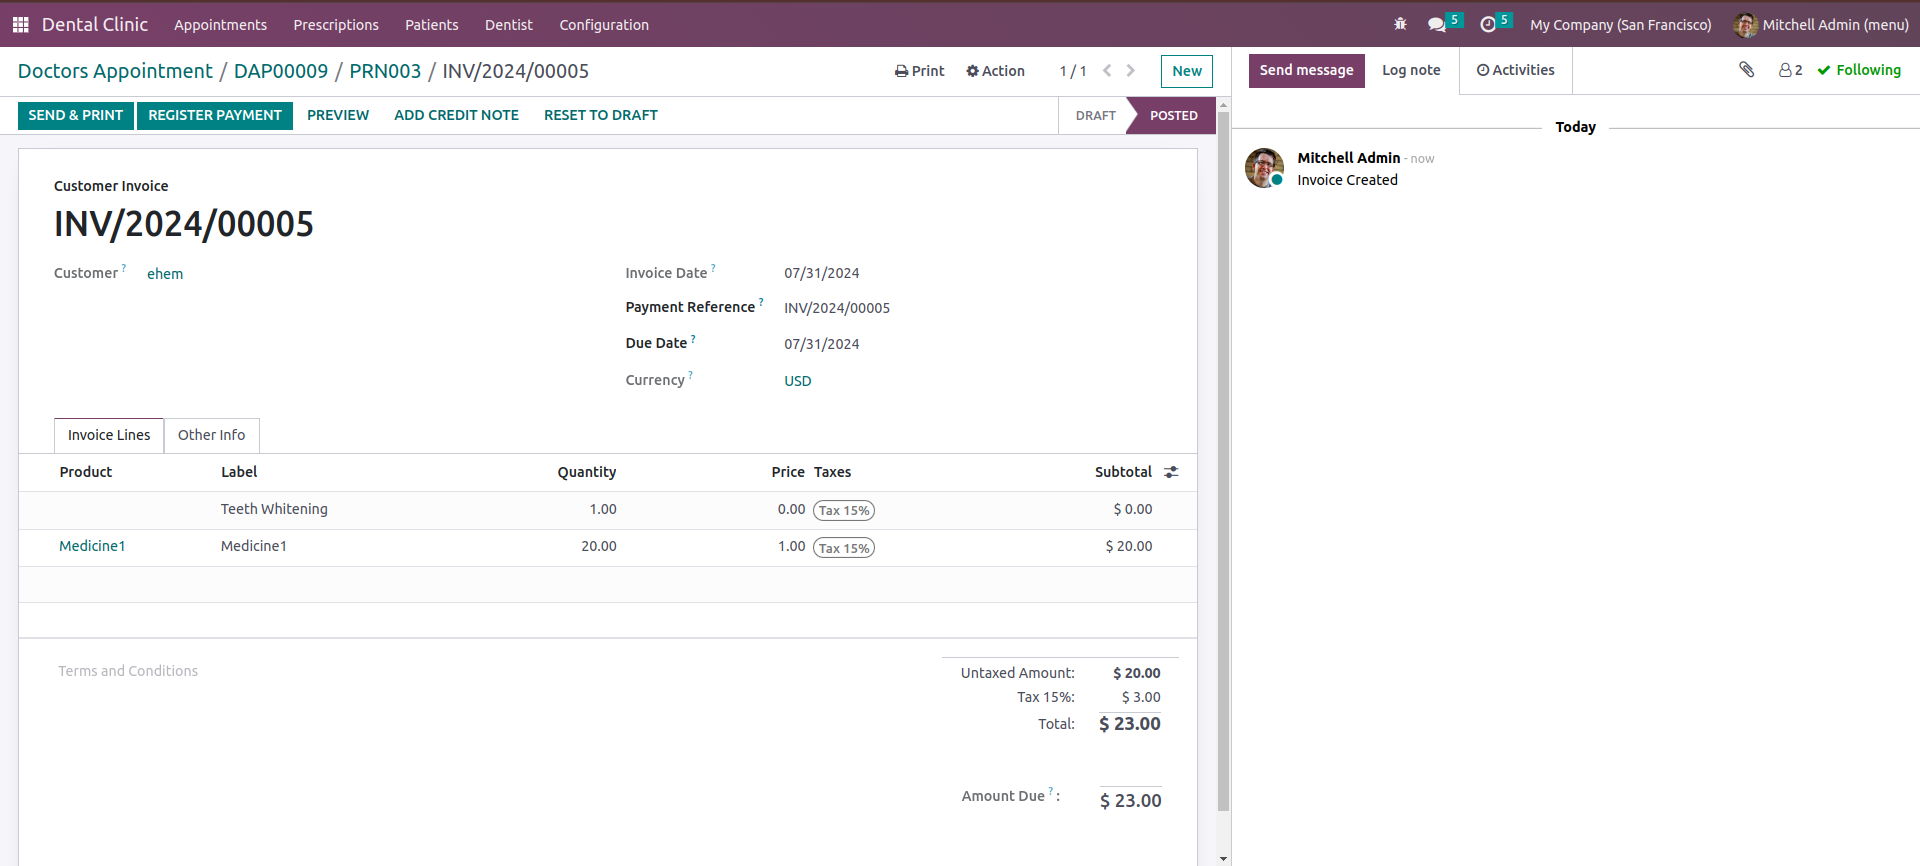 Dental Clinic Appointments Prescriptions Patients Dentist Configuration 5 5 My Company (San Francisco) Mitchell Admin (menu)
Doctors Appointment / DAP00009 / PRN003 / INV/2024/00005 Print Action 1 / 1 New
Send message Log note Activities 2 Following
SEND & PRINT REGISTER PAYMENT PREVIEW ADD CREDIT NOTE RESET TO DRAFT DRAFT POSTED
Today
Mitchell Admin - now
Invoice Created
Customer Invoice
INV/2024/00005
Customer ? ehem
Invoice Date ? 07/31/2024
Payment Reference ? INV/2024/00005
Due Date ? 07/31/2024
Currency ? USD
Invoice Lines Other Info
Product Label Quantity Price Taxes Subtotal
Teeth Whitening 1.00 0.00 Tax 15% $ 0.00
Medicine1 Medicine1 20.00 1.00 Tax 15% $ 20.00
Terms and Conditions
Untaxed Amount: $ 20.00
Tax 15%: $ 3.00
Total: $ 23.00
Amount Due ? : $ 23.00